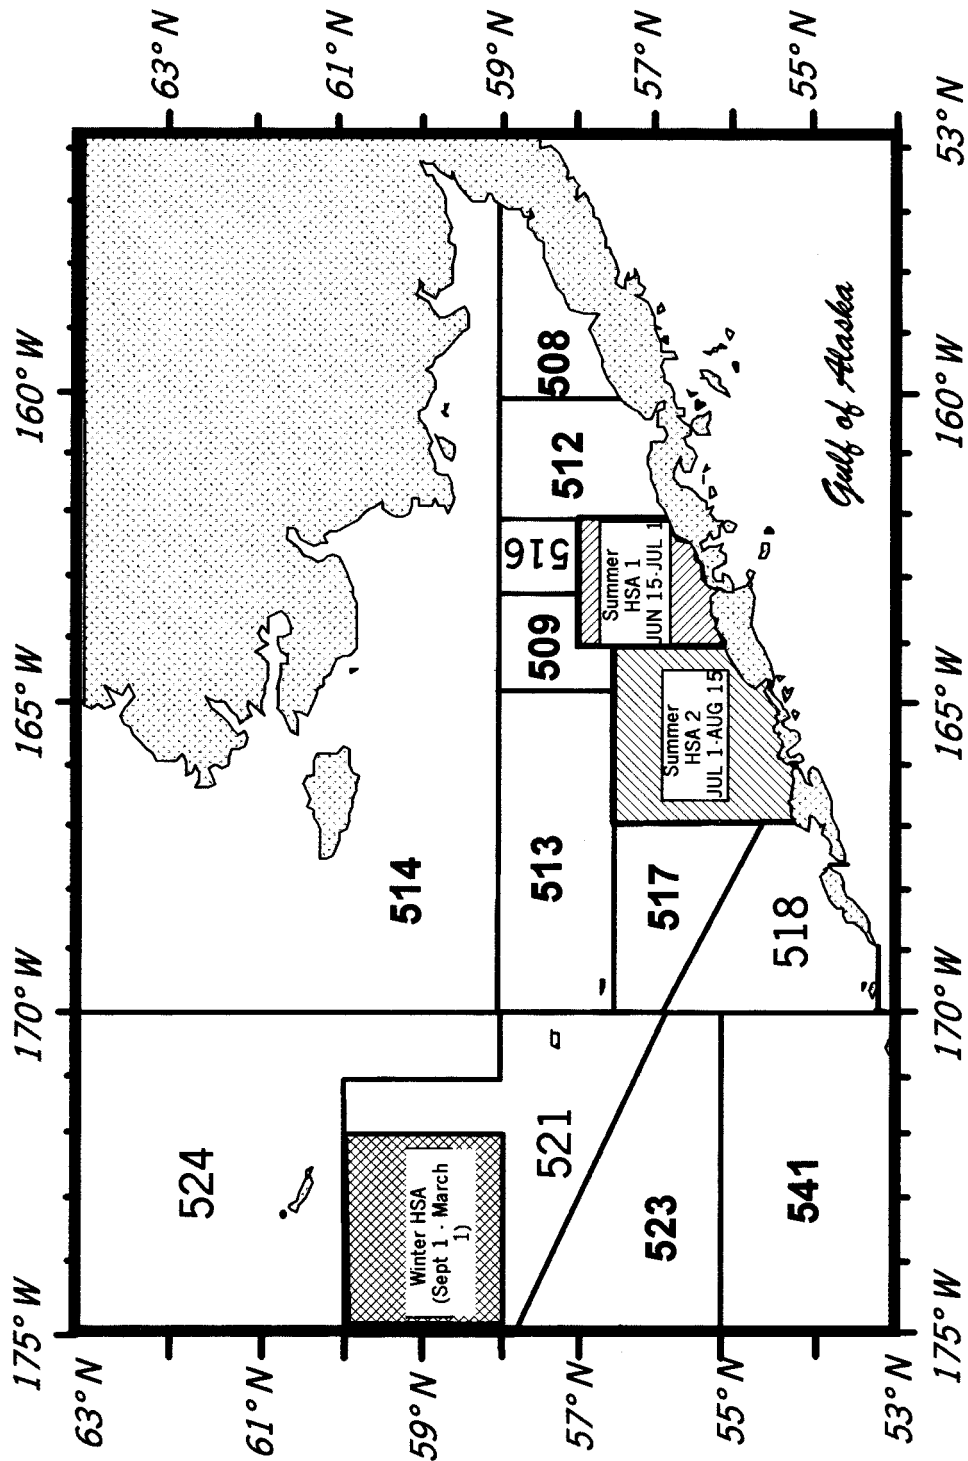 175° W
170° W
165° W
160° W
63° N
63° N
61° N
61° N
59° N
59° N
57° N
57° N
55° N
55° N
53° N
53° N
524
514
Winter HSA
(Sept 1 - March
1)
521
513
509
516
512
508
Summer
HSA 1
JUN 15-JUL 1
Summer
HSA 2
JUL 1-AUG 15
523
517
518
541
Gulf of Alaska
175° W
170° W
165° W
160° W